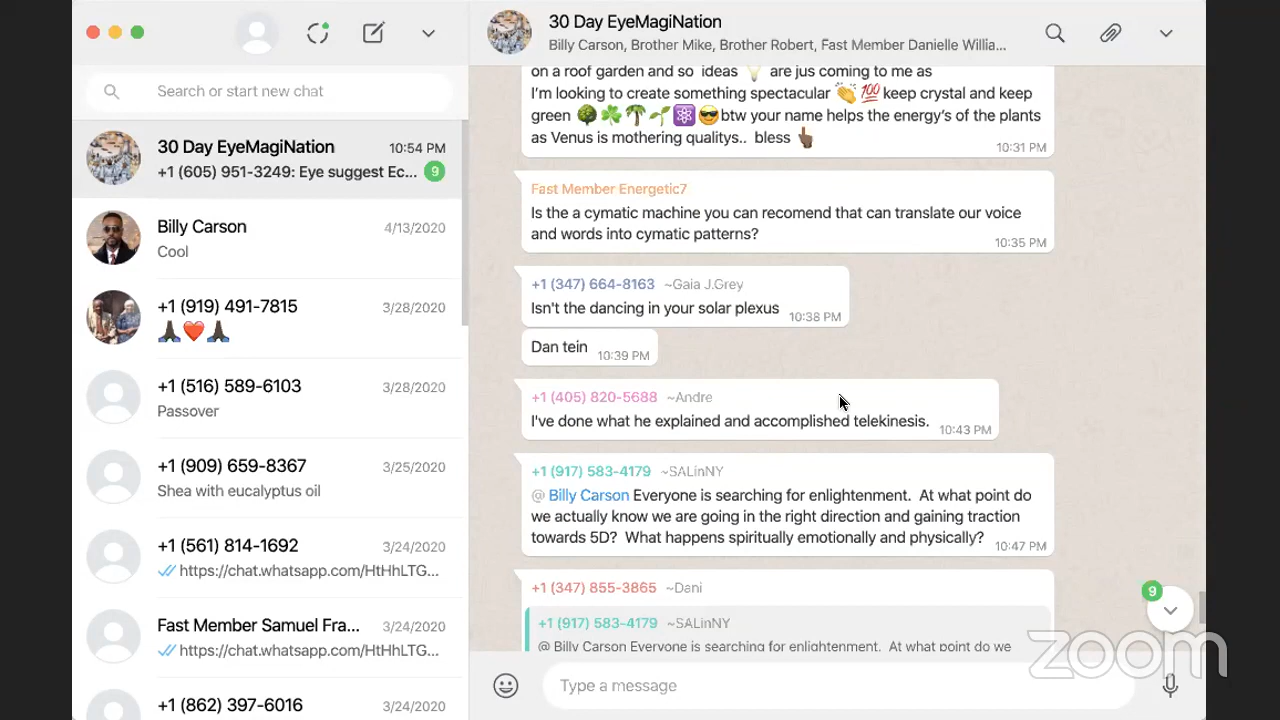 Search or start new chat
30 Day EyeMagiNation
10:54 PM
+1 (605) 951-3249: Eye suggest Ec...
9
Billy Carson
4/13/2020
Cool
+1 (919) 491-7815
3/28/2020
🙏🏿❤️🙏🏿
+1 (516) 589-6103
3/28/2020
Passover
+1 (909) 659-8367
3/25/2020
Shea with eucalyptus oil
+1 (561) 814-1692
3/24/2020
https://chat.whatsapp.com/HtHhLTG...
Fast Member Samuel Fra...
3/24/2020
https://chat.whatsapp.com/HtHhLTG...
+1 (862) 397-6016
3/24/2020
30 Day EyeMagiNation
Billy Carson, Brother Mike, Brother Robert, Fast Member Danielle Willia...
on a roof garden and so ideas 💡 are jus coming to me as
I'm looking to create something spectacular 👏🏾 💯 keep crystal and keep
green 🌳☘️🌴🌱⚛️😎btw your name helps the energy's of the plants
as Venus is mothering qualitys.. bless 👆🏾
10:31 PM
Fast Member Energetic7
Is the a cymatic machine you can recomend that can translate our voice
and words into cymatic patterns?
10:35 PM
+1 (347) 664-8163 ~Gaia J.Grey
Isn't the dancing in your solar plexus
10:38 PM
Dan tein
10:39 PM
+1 (405) 820-5688 ~Andre
I've done what he explained and accomplished telekinesis.
10:43 PM
+1 (917) 583-4179 ~SALinNY
@ Billy Carson Everyone is searching for enlightenment. At what point do
we actually know we are going in the right direction and gaining traction
towards 5D? What happens spiritually emotionally and physically?
10:47 PM
+1 (347) 855-3865 ~Dani
+1 (917) 583-4179 ~SALinNY
@ Billy Carson Everyone is searching for enlightenment. At what point do we
9
Type a message
zoom